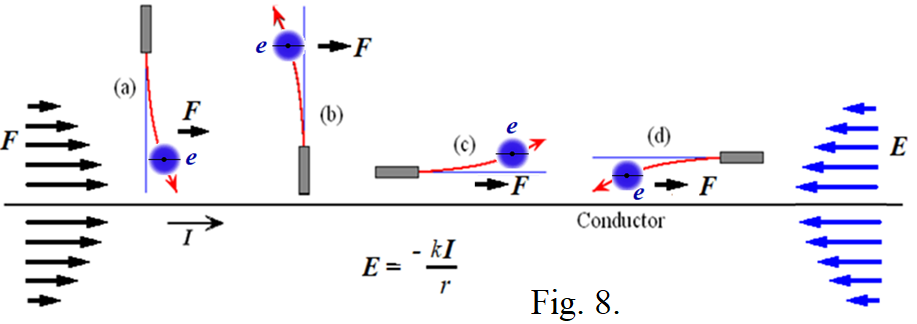 e F
(a) F (b)
e
F e (c) (d) E
F e F
I Conductor
E = - kI / r
Fig. 8.